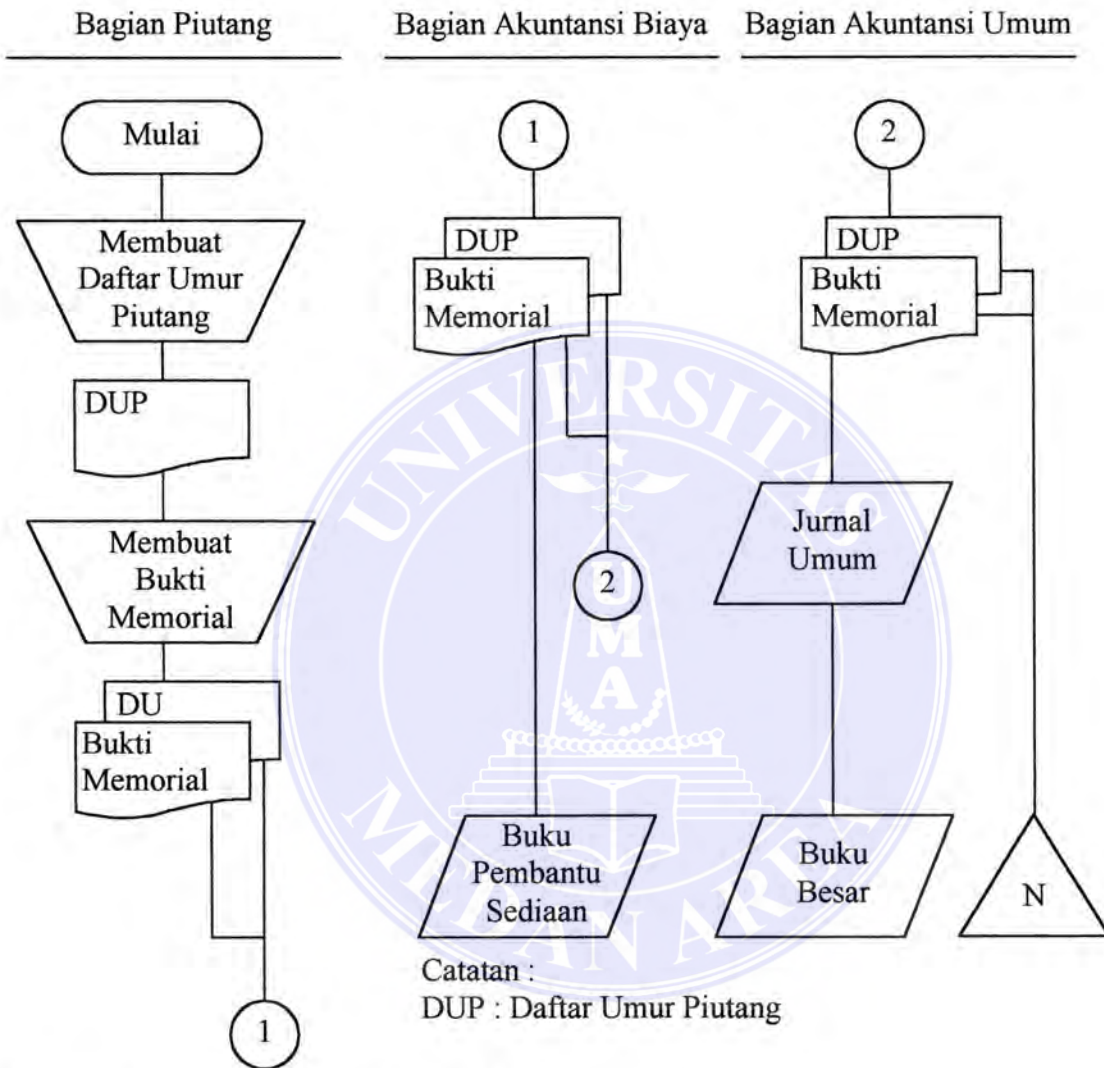 Bagian Piutang
Bagian Akuntansi Biaya
Bagian Akuntansi Umum
Mulai
Membuat
Daftar Umur
Piutang
DUP
Membuat
Bukti
Memorial
DU
Bukti
Memorial
1
1
DUP
Bukti
Memorial
2
Buku
Pembantu
Sediaan
Catatan :
DUP : Daftar Umur Piutang
2
DUP
Bukti
Memorial
Jurnal
Umum
Buku
Besar
N
UNIVERSITAS
UMA
MEDAN AREA